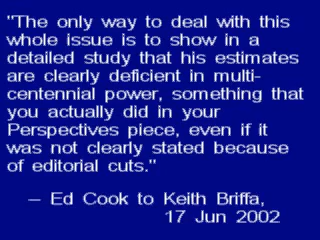 "The only way to deal with this
whole issue is to show in a
detailed study that his estimates
are clearly deficient in multi-
centennial power, something that
you actually did in your
Perspectives piece, even if it
was not clearly stated because
of editorial cuts."
– Ed Cook to Keith Briffa,
17 Jun 2002